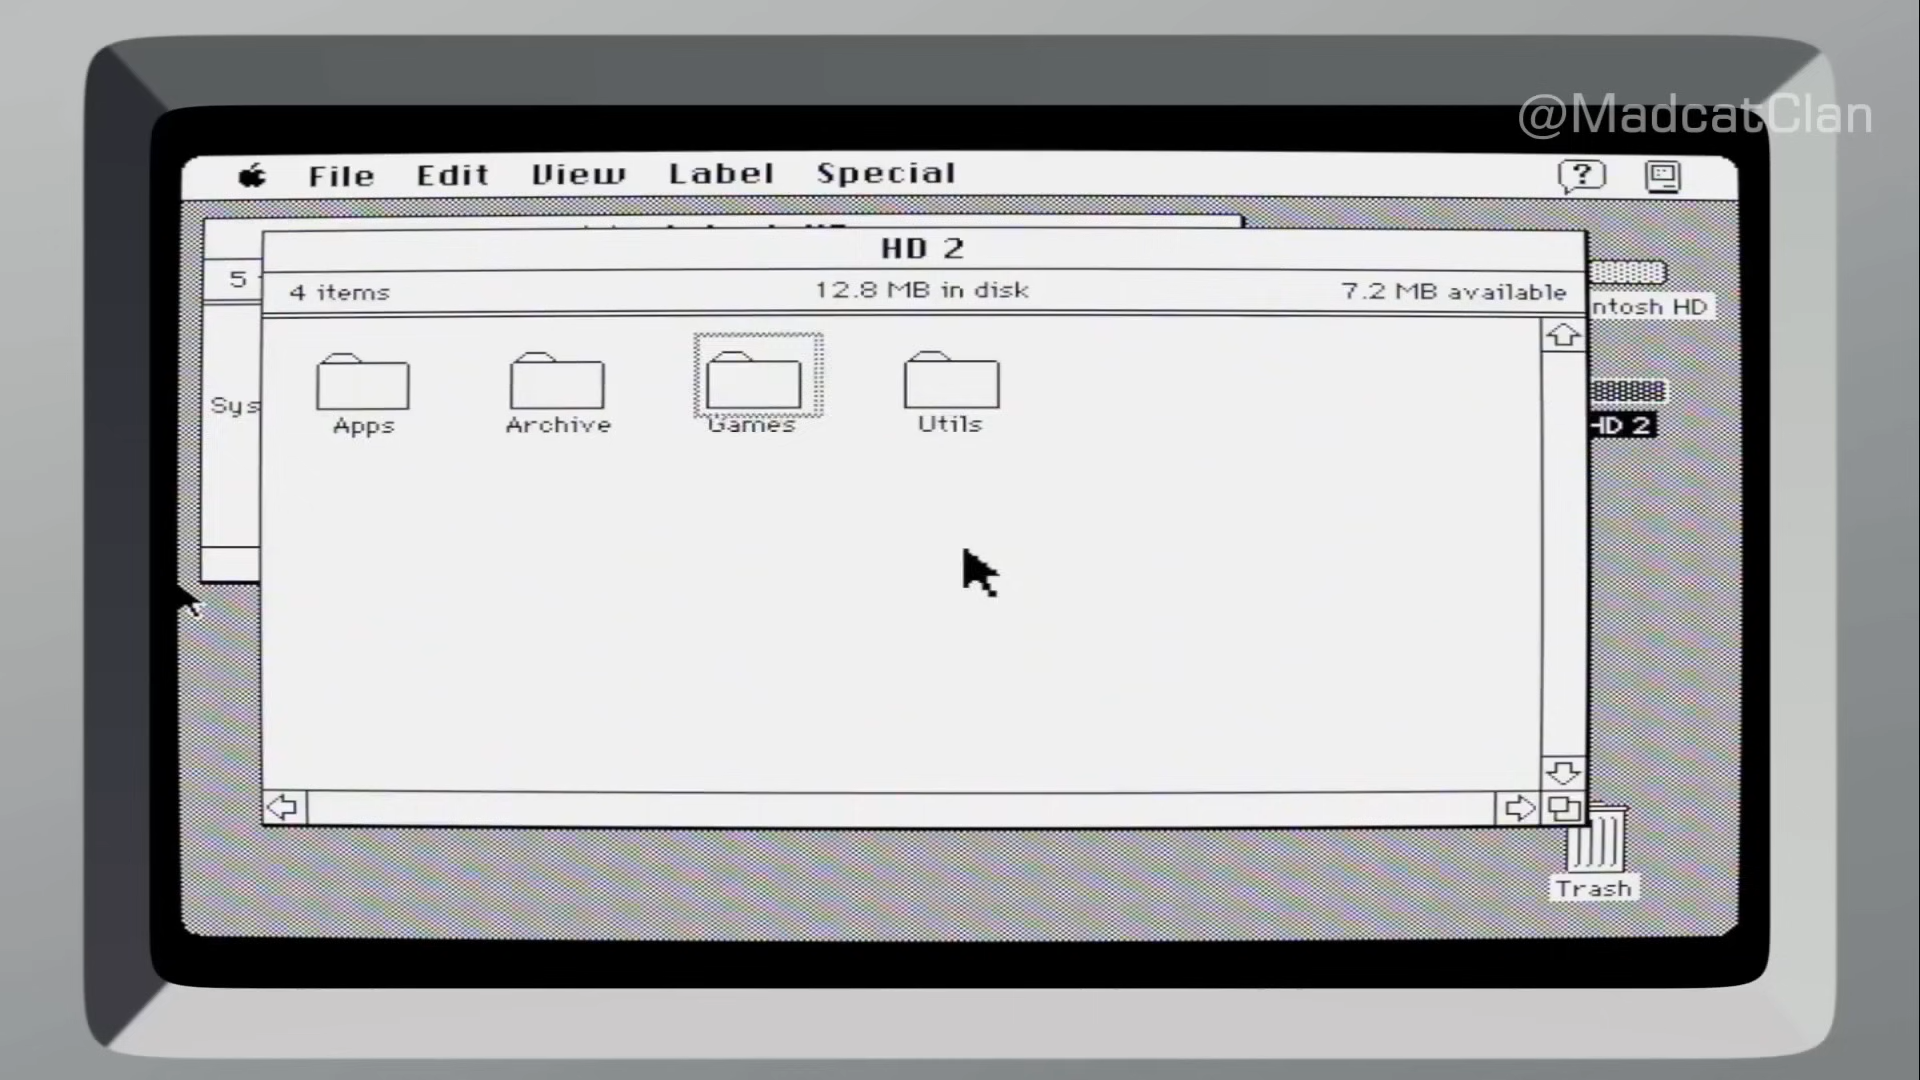 @MadcatClan
File Edit View Label Special
?
HD 2
5
4 items 12.8 MB in disk 7.2 MB available
ntosh HD
Sys
Apps Archive Games Utils
HD 2
Trash